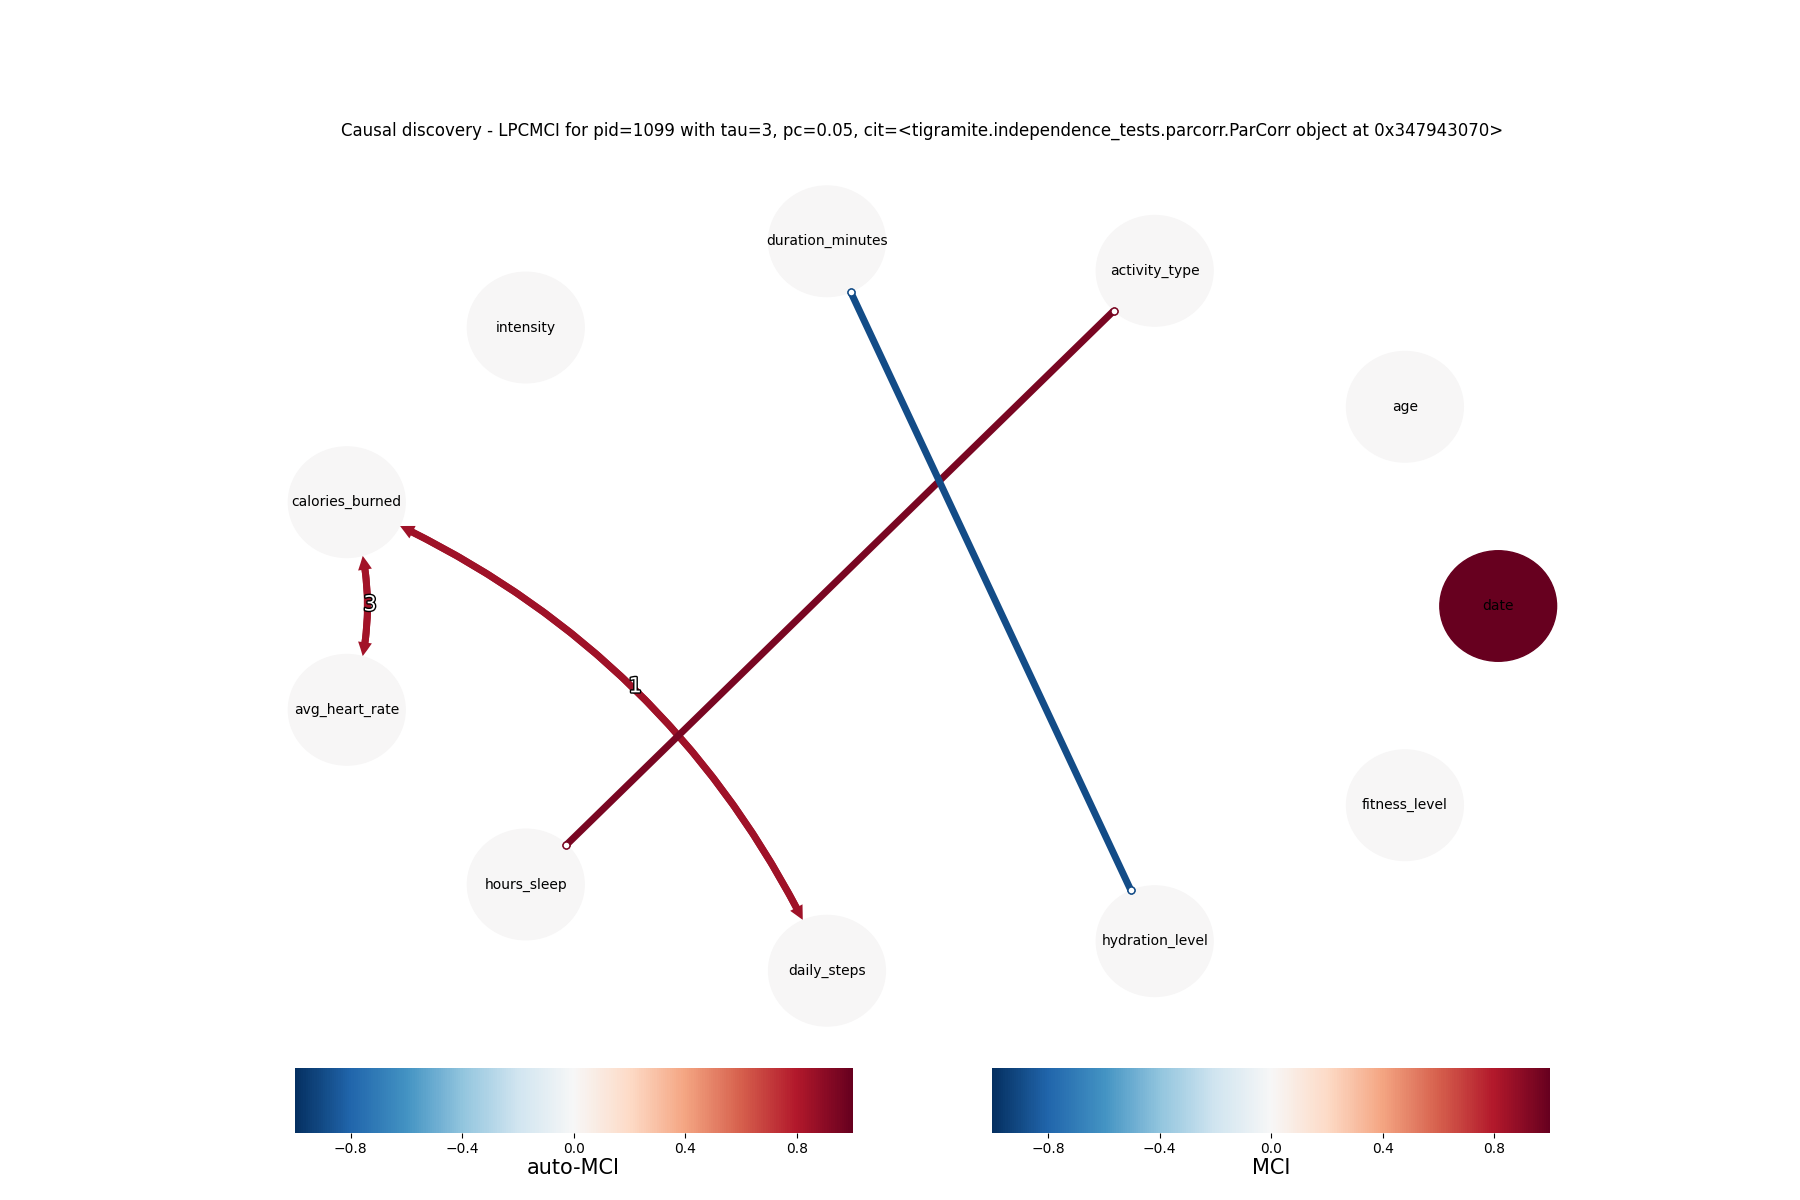 Causal discovery - LPCMCI for pid=1099 with tau=3, pc=0.05, cit=<tigramite.independence_tests.parcorr.ParCorr object at 0x347943070>
duration_minutes
activity_type
intensity
age
calories_burned
3
date
1
avg_heart_rate
fitness_level
hours_sleep
hydration_level
daily_steps
−0.8 −0.4 0.0 0.4 0.8
auto-MCI
−0.8 −0.4 0.0 0.4 0.8
MCI